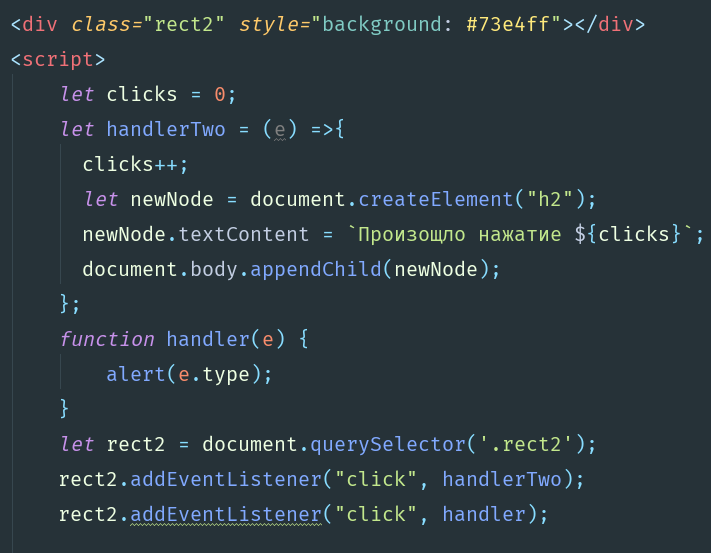 <div class="rect2" style="background: #73e4ff"></div>
<script>
let clicks = 0;
let handlerTwo = (e) =>{
clicks++;
let newNode = document.createElement("h2");
newNode.textContent = `Произощло нажатие ${clicks}`;
document.body.appendChild(newNode);
};
function handler(e) {
alert(e.type);
}
let rect2 = document.querySelector('.rect2');
rect2.addEventListener("click", handlerTwo);
rect2.addEventListener("click", handler);